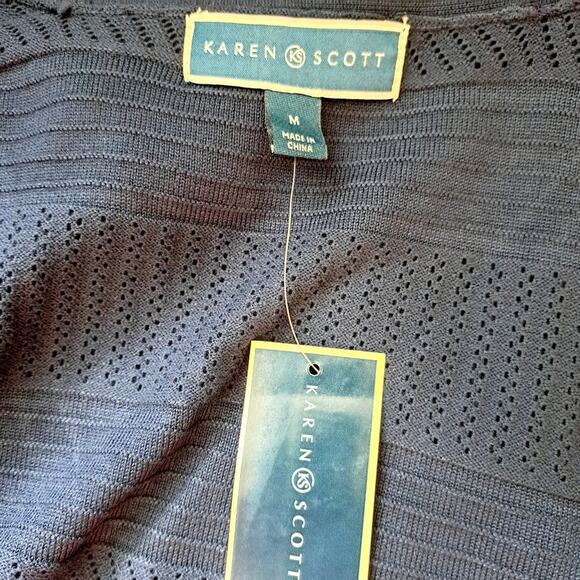 KAREN KS SCOTT
M
MADE IN
CHINA
KAREN KS SCOTT